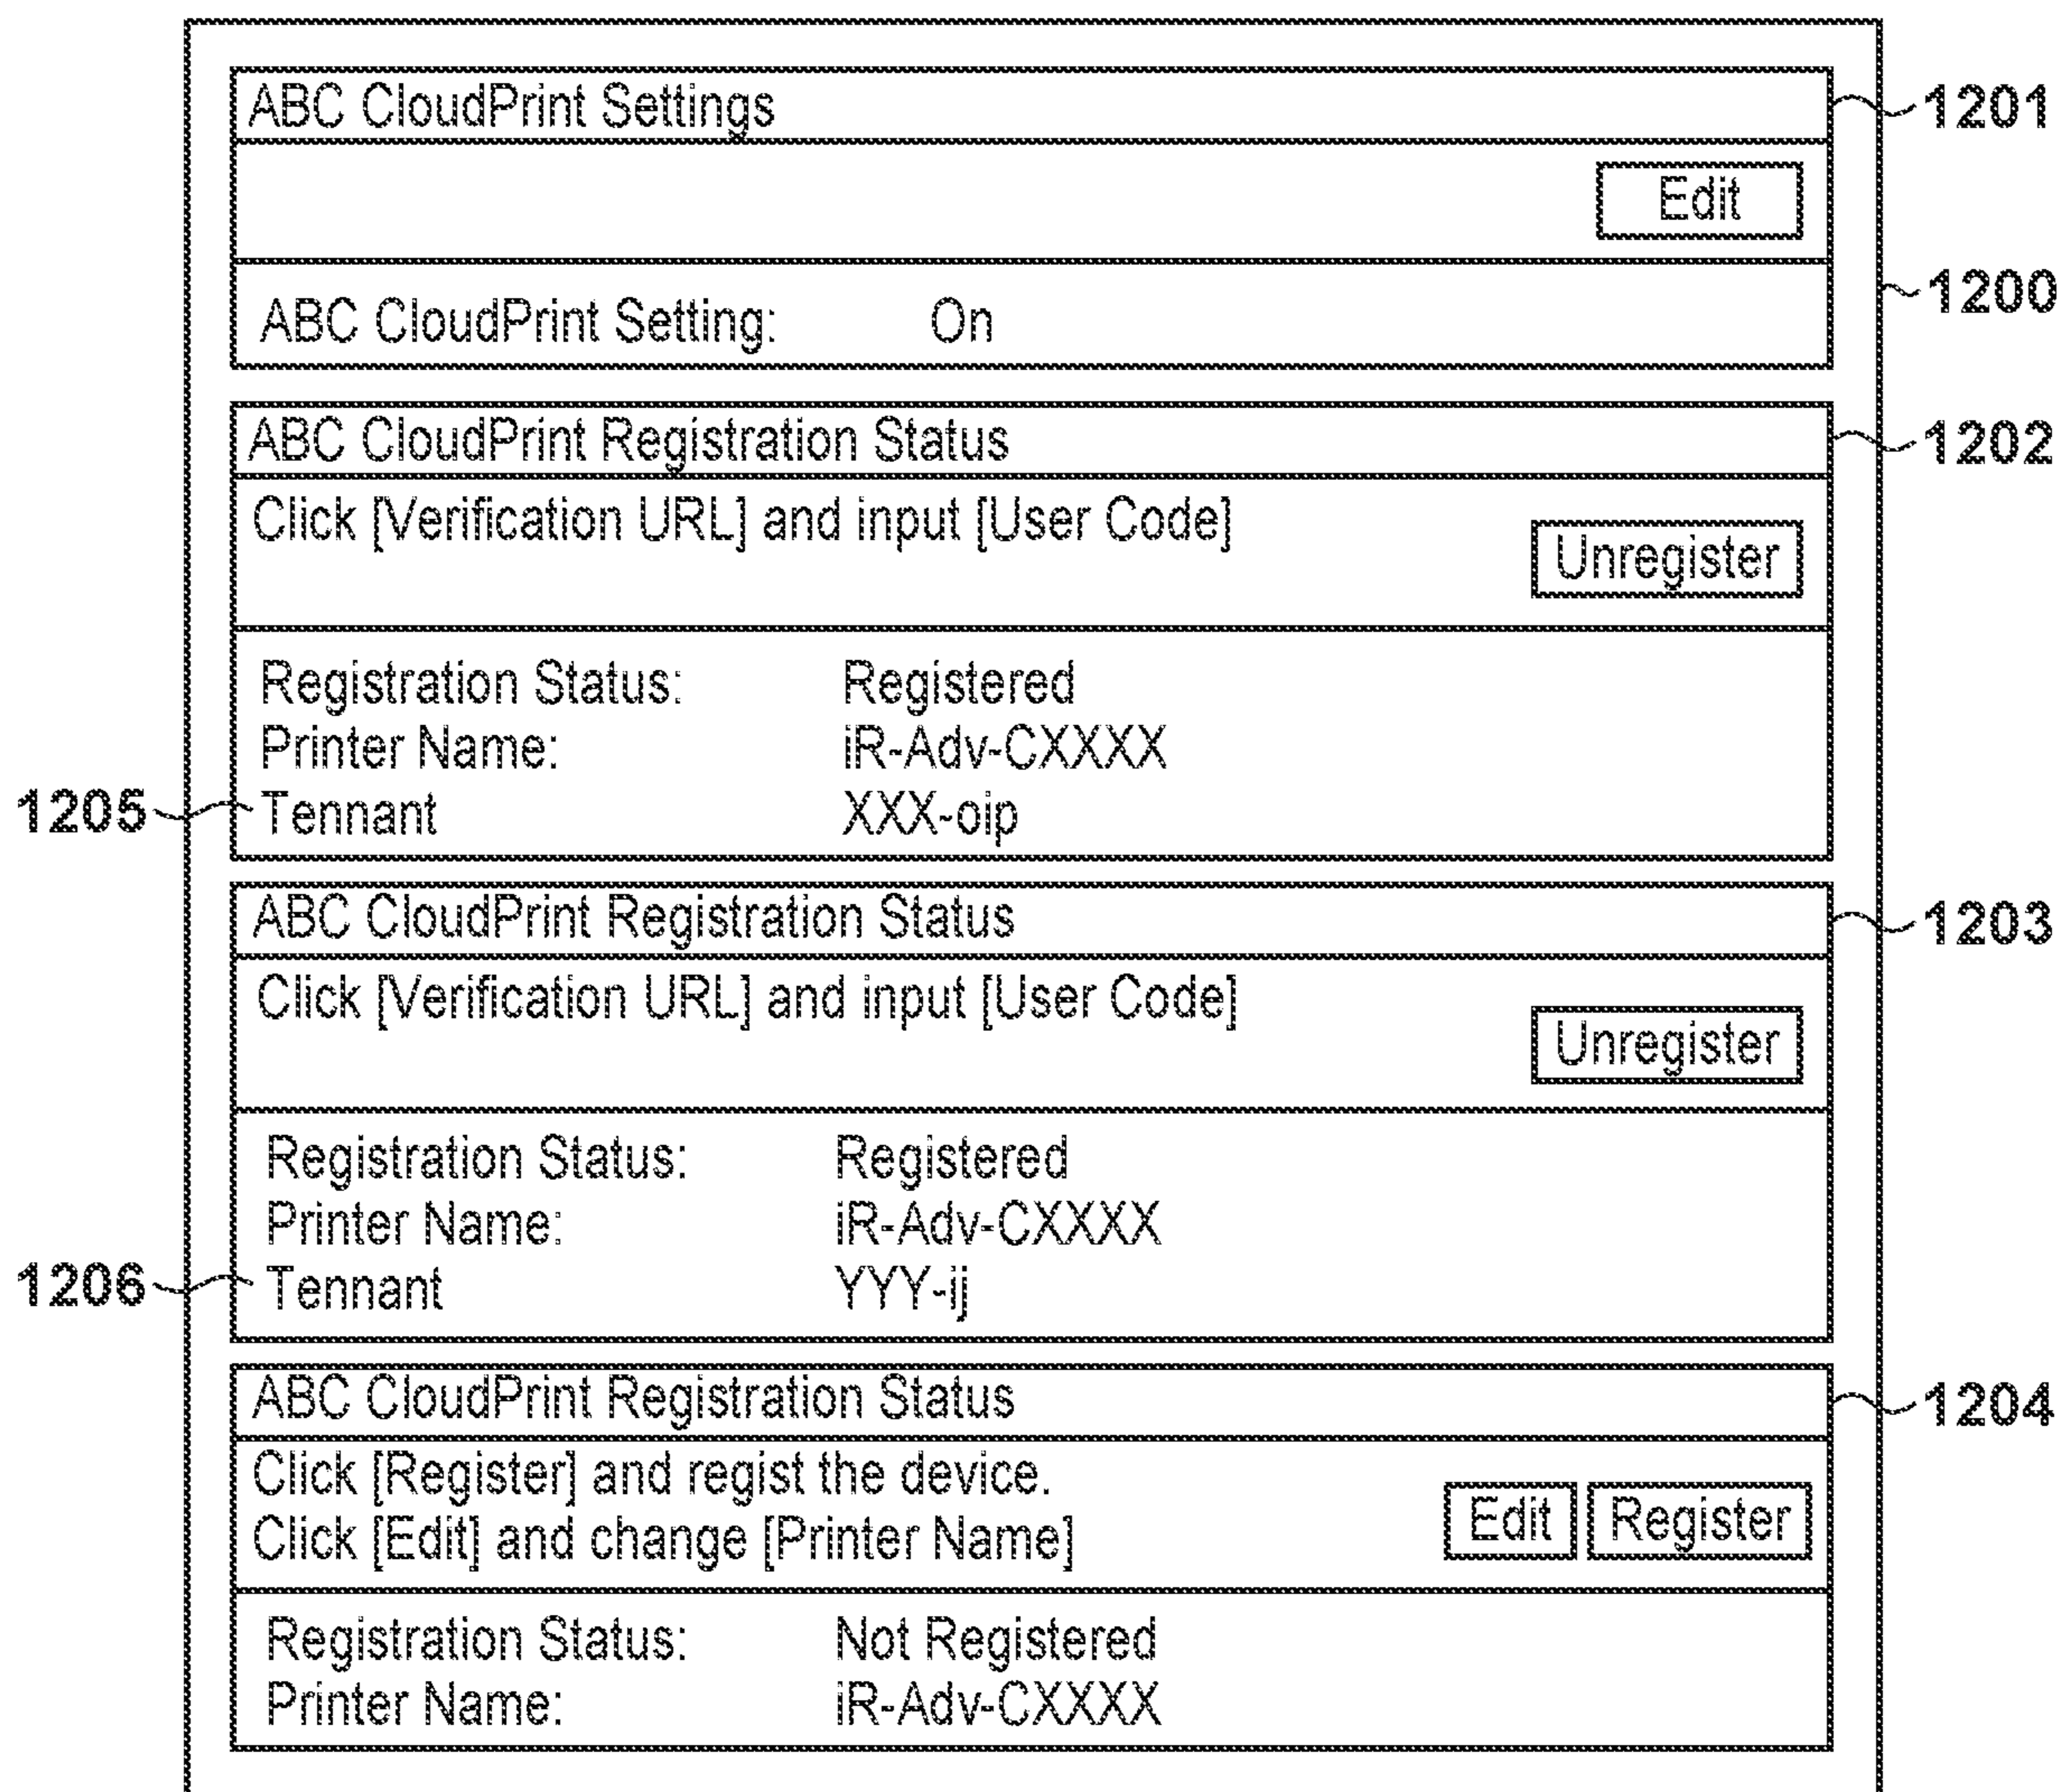 ABC CloudPrint Settings
1201
Edit
1200
ABC CloudPrint Setting: On
ABC CloudPrint Registration Status
1202
Click [Verification URL] and input [User Code]
Unregister
Registration Status: Registered
Printer Name: iR-Adv-CXXXX
1205 Tennant XXX-oip
ABC CloudPrint Registration Status
1203
Click [Verification URL] and input [User Code]
Unregister
Registration Status: Registered
Printer Name: iR-Adv-CXXXX
1206 Tennant YYY-ij
ABC CloudPrint Registration Status
1204
Click [Register] and regist the device.
Click [Edit] and change [Printer Name]
Edit Register
Registration Status: Not Registered
Printer Name: iR-Adv-CXXXX